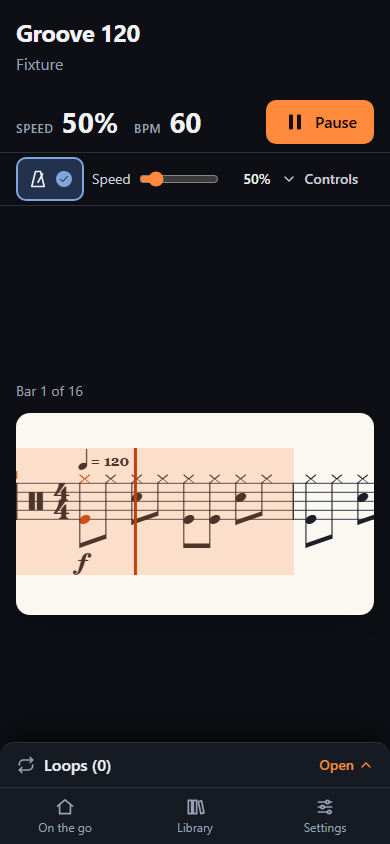 Groove 120
Fixture
SPEED 50% BPM 60 Pause
Speed 50% Controls
Bar 1 of 16
= 120
4
4
f
Loops (0) Open
On the go Library Settings